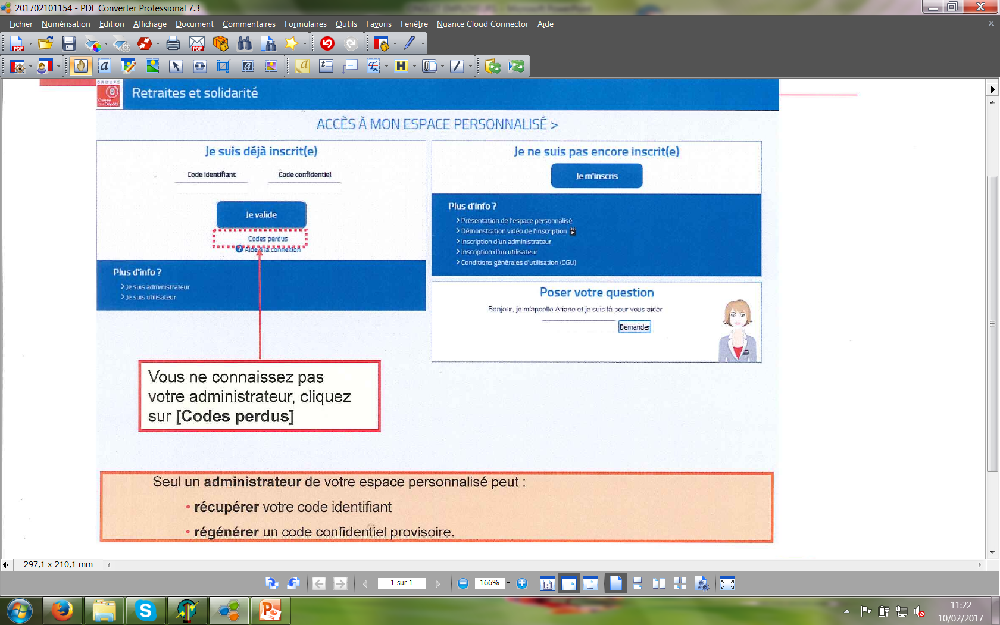 201702101154 - PDF Converter Professional 7.3
Fichier Numérisation Edition Affichage Document Commentaires Formulaires Outils Favoris Fenêtre Nuance Cloud Connector Aide
GROUPE
Caisse
des Dépôts
Retraites et solidarité
ACCÈS À MON ESPACE PERSONNALISÉ >
Je suis déjà inscrit(e)
Code identifiant Code confidentiel
Je valide
Codes perdus
Aide à la connexion
Plus d'info ?
> Je suis administrateur
> Je suis utilisateur
Je ne suis pas encore inscrit(e)
Je m'inscris
Plus d'info ?
> Présentation de l'espace personnalisé
> Démonstration vidéo de l'inscription
> Inscription d'un administrateur
> Inscription d'un utilisateur
> Conditions générales d'utilisation (CGU)
Poser votre question
Bonjour, je m'appelle Ariane et je suis là pour vous aider
Demander
Vous ne connaissez pas
votre administrateur, cliquez
sur [Codes perdus]
Seul un administrateur de votre espace personnalisé peut :
• récupérer votre code identifiant
• régénérer un code confidentiel provisoire.
297,1 x 210,1 mm
1 sur 1
166%
11:22
10/02/2017